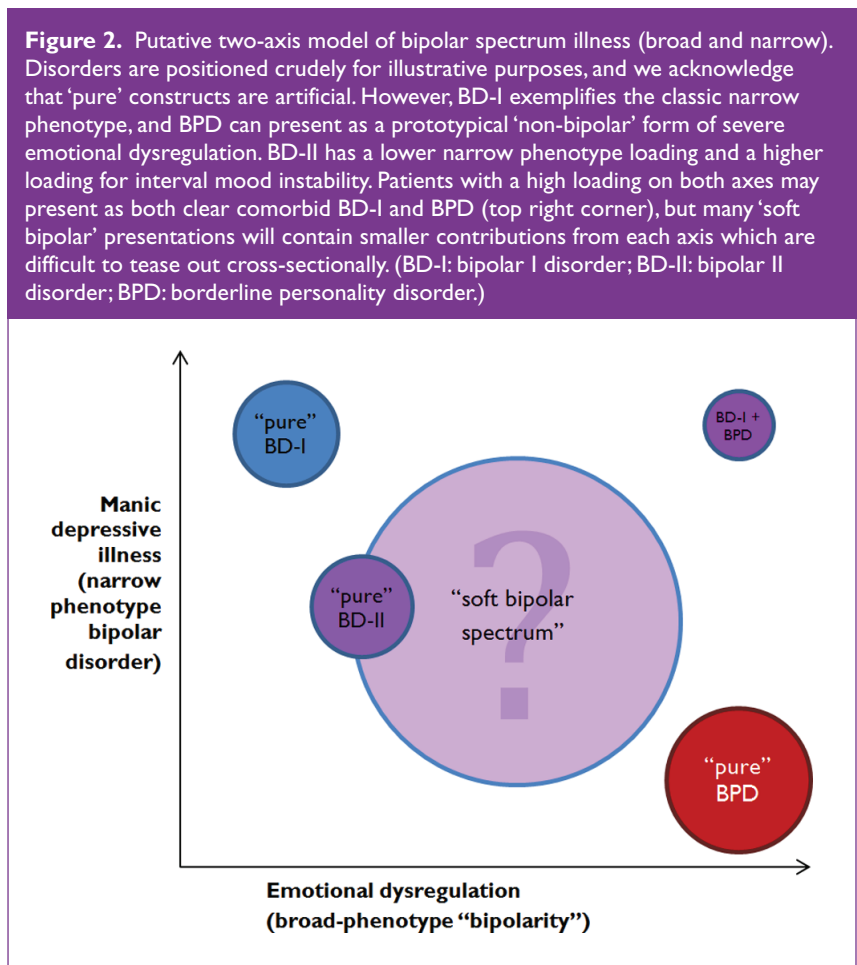 Figure 2. Putative two-axis model of bipolar spectrum illness (broad and narrow).
Disorders are positioned crudely for illustrative purposes, and we acknowledge
that ‘pure’ constructs are artificial. However, BD-I exemplifies the classic narrow
phenotype, and BPD can present as a prototypical ‘non-bipolar’ form of severe
emotional dysregulation. BD-II has a lower narrow phenotype loading and a higher
loading for interval mood instability. Patients with a high loading on both axes may
present as both clear comorbid BD-I and BPD (top right corner), but many ‘soft
bipolar’ presentations will contain smaller contributions from each axis which are
difficult to tease out cross-sectionally. (BD-I: bipolar I disorder; BD-II: bipolar II
disorder; BPD: borderline personality disorder.)
“pure”
BD-I
BD-I +
BPD
Manic
depressive
illness
(narrow
phenotype
bipolar
disorder)
“pure”
BD-II
?
“soft bipolar
spectrum”
“pure”
BPD
Emotional dysregulation
(broad-phenotype “bipolarity”)